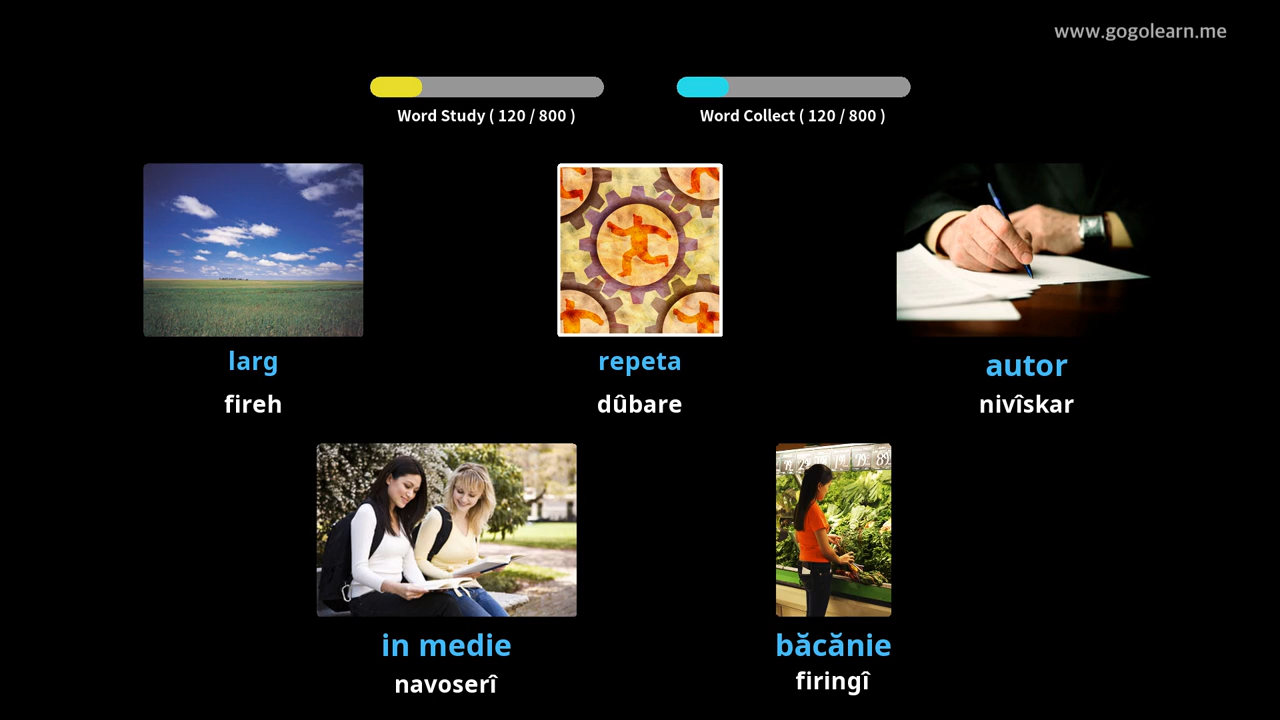 www.gogolearn.me
Word Study ( 120 / 800 )
Word Collect ( 120 / 800 )
larg
fireh
repeta
dûbare
autor
nivîskar
in medie
navoserî
băcănie
firingî